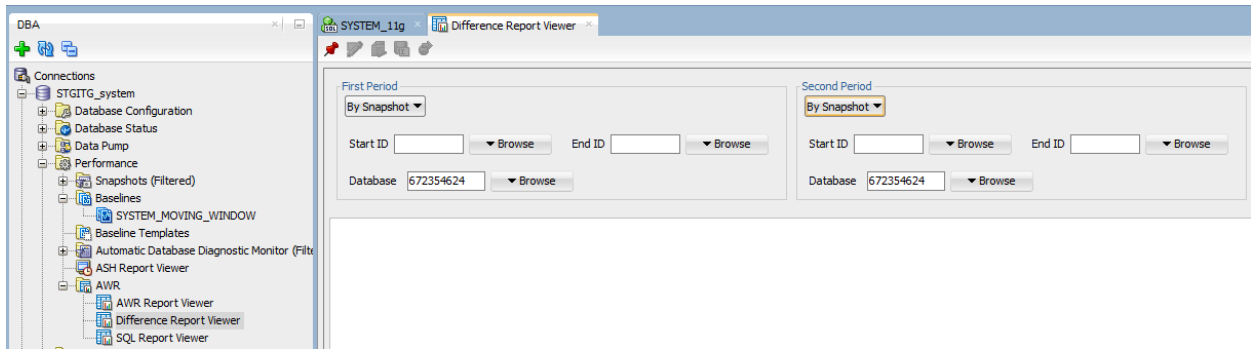 DBA
SYSTEM_11g
Difference Report Viewer
Connections
STGITG_system
Database Configuration
Database Status
Data Pump
Performance
Snapshots (Filtered)
Baselines
SYSTEM_MOVING_WINDOW
Baseline Templates
Automatic Database Diagnostic Monitor (Filte
ASH Report Viewer
AWR
AWR Report Viewer
Difference Report Viewer
SQL Report Viewer
First Period
By Snapshot
Start ID Browse End ID Browse
Database 672354624 Browse
Second Period
By Snapshot
Start ID Browse End ID Browse
Database 672354624 Browse